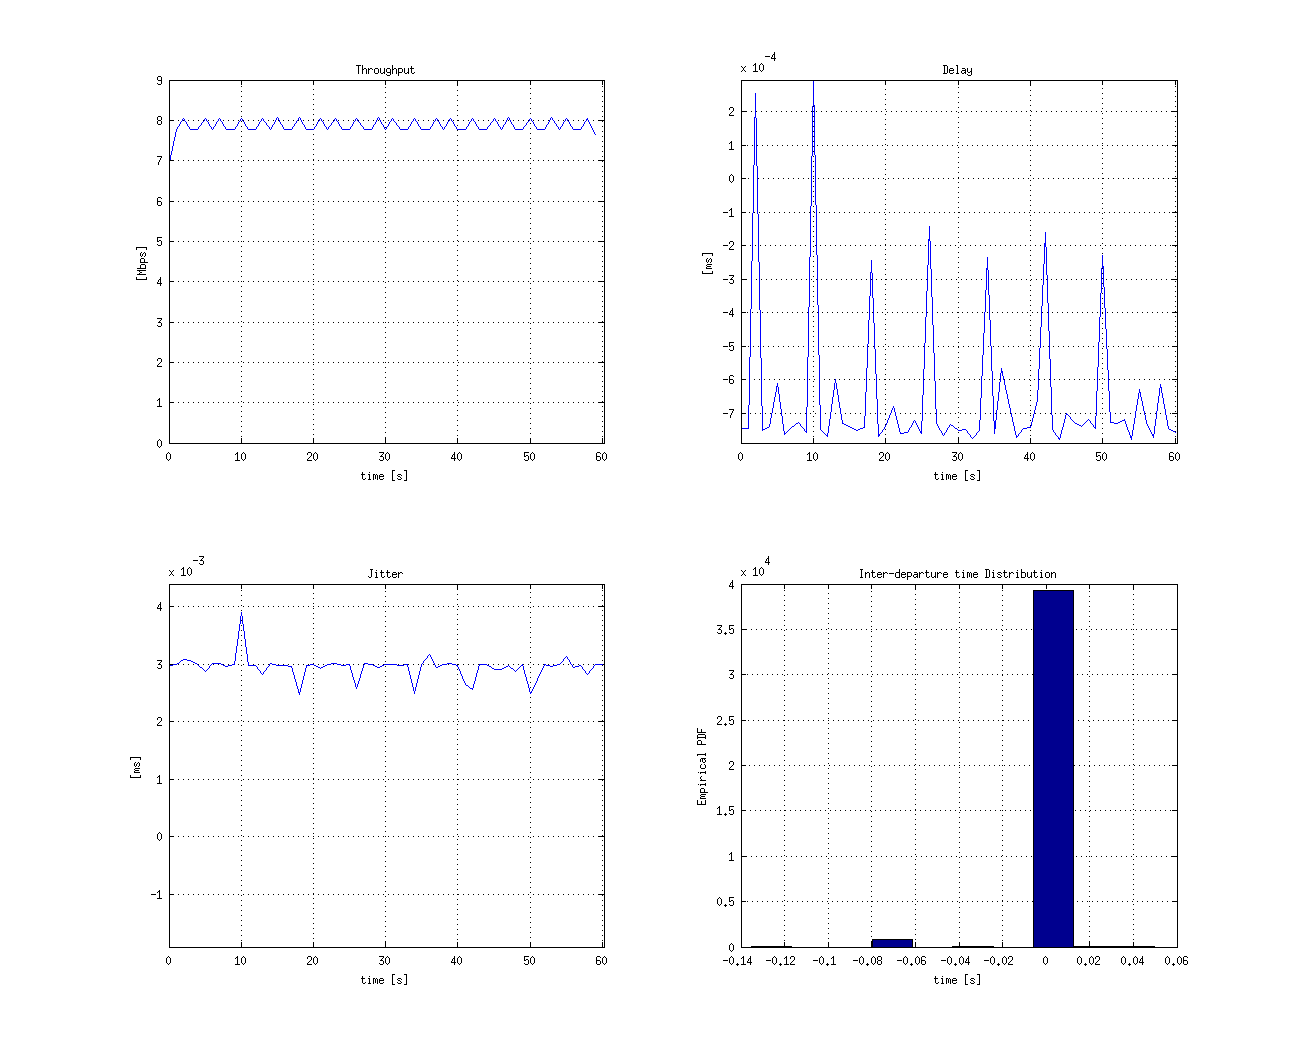 Throughput
9
8
7
6
5
4
3
2
1
0
[Mbps]
0 10 20 30 40 50 60
time [s]
x 10^-4
Delay
2
1
0
-1
-2
-3
-4
-5
-6
-7
[ms]
0 10 20 30 40 50 60
time [s]
x 10^-3
Jitter
4
3
2
1
0
-1
[ms]
0 10 20 30 40 50 60
time [s]
x 10^4
Inter-departure time Distribution
4
3.5
3
2.5
2
1.5
1
0.5
0
Empirical PDF
-0.14 -0.12 -0.1 -0.08 -0.06 -0.04 -0.02 0 0.02 0.04 0.06
time [s]